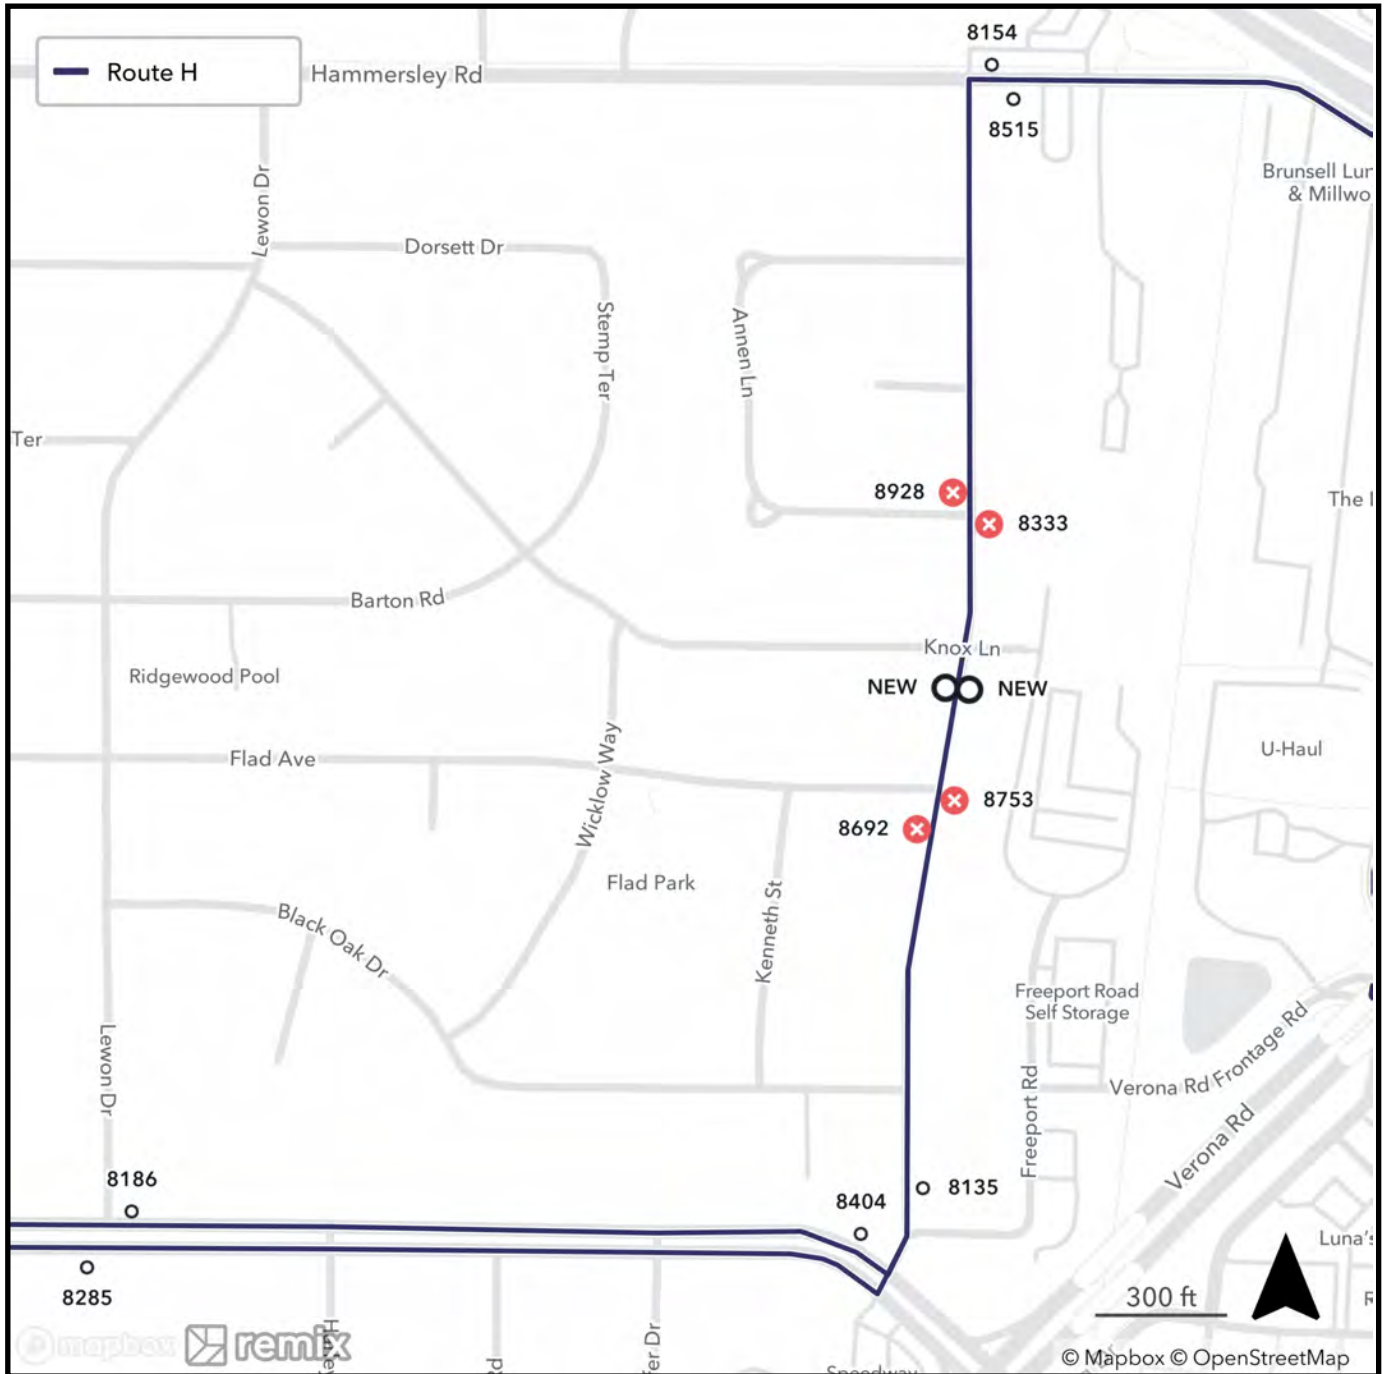 8154
Route H
Hammersley Rd
8515
Brunsell Lur
& Millwo
Lewon Dr
Dorsett Dr
Stemp Ter
Annen Ln
Ter
8928
8333
The
Barton Rd
Knox Ln
Ridgewood Pool
NEW
NEW
Flad Ave
Wicklow Way
U-Haul
8753
8692
Flad Park
Kenneth St
Black Oak Dr
Freeport Road
Self Storage
Verona Rd Frontage Rd
Lewon Dr
Freeport Rd
Verona Rd
8186
8404
8135
8285
Luna's
300 ft
mapbox
remix
er Dr
Speedway
© Mapbox © OpenStreetMap